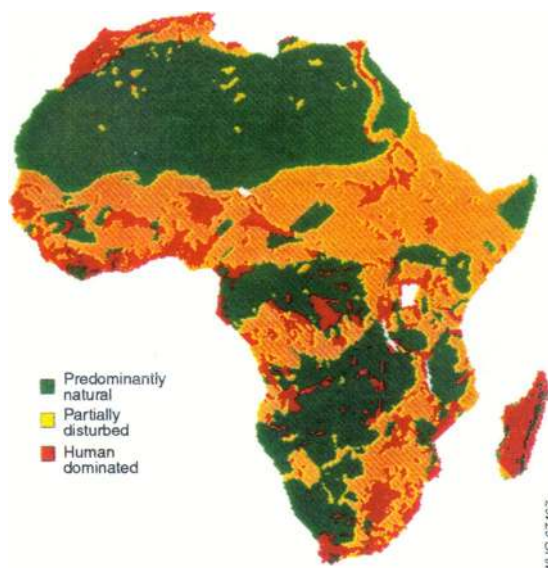 Predominantly
natural
Partially
disturbed
Human
dominated